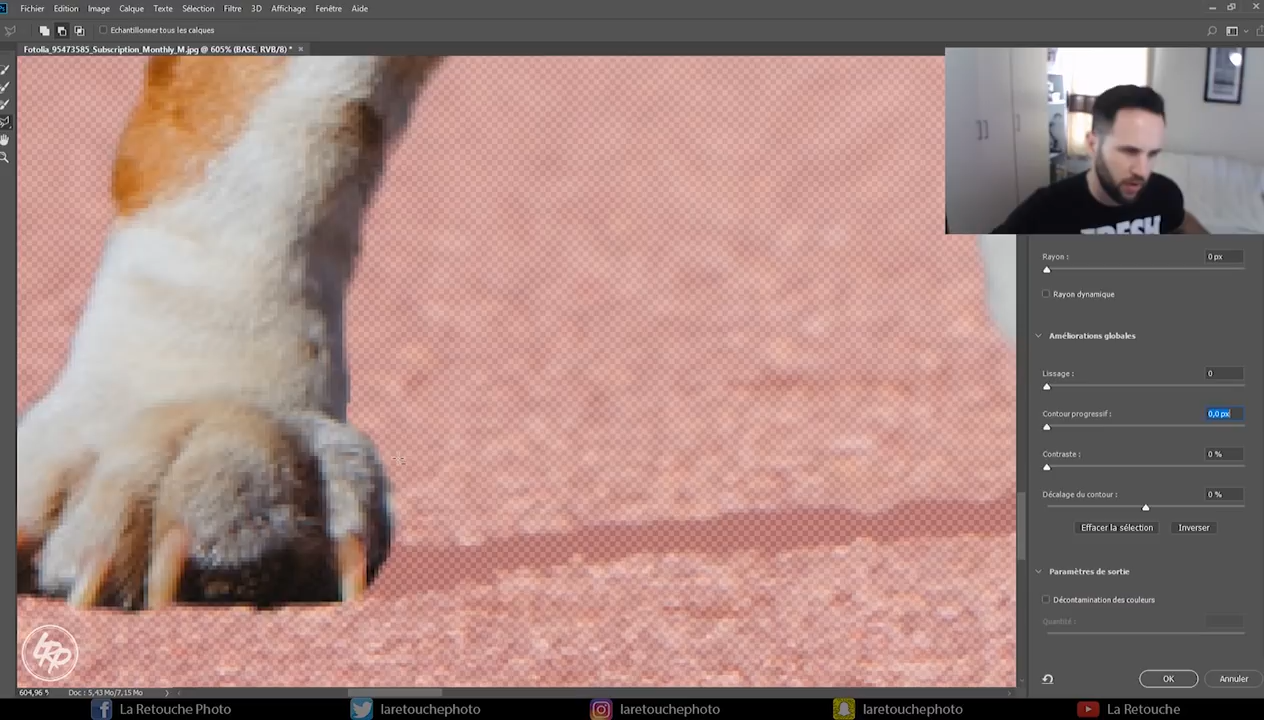 Fichier Edition Image Calque Texte Sélection Filtre 3D Affichage Fenêtre Aide
Echantillonner tous les calques
Fotolia_95473585_Subscription_Monthly_M.jpg @ 605% (BASE, RVB/8) *
FRESH
Rayon : 0 px
Rayon dynamique
Améliorations globales
Lissage : 0
Contour progressif : 0,0 px
Contraste : 0 %
Décalage du contour : 0 %
Effacer la sélection Inverser
Paramètres de sortie
Décontamination des couleurs
Quantité :
LRP
OK Annuler
604,96 % Doc : 5,43 Mo/7,15 Mo
La Retouche Photo laretouchephoto laretouchephoto laretouchephoto La Retouche